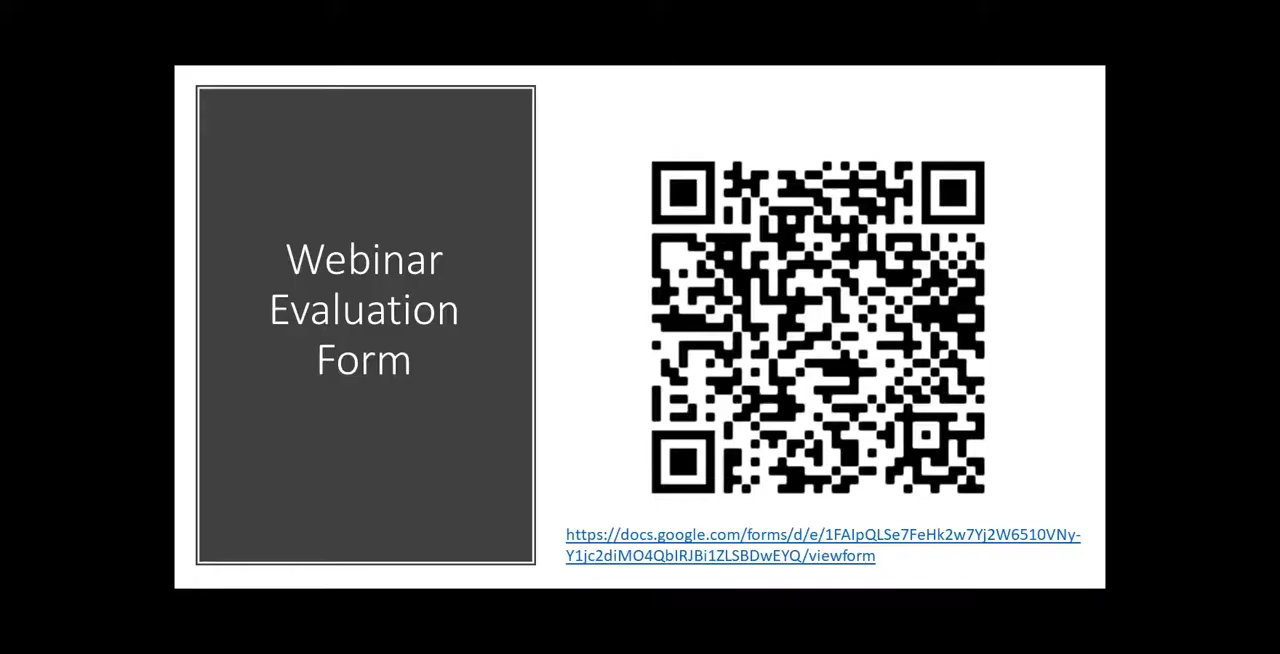 Webinar
Evaluation
Form
https://docs.google.com/forms/d/e/1FAIpQLSe7FeHk2w7Yj2W6510VNy-
Y1jc2diMO4QbIRJBi1ZLSBDwEYQ/viewform